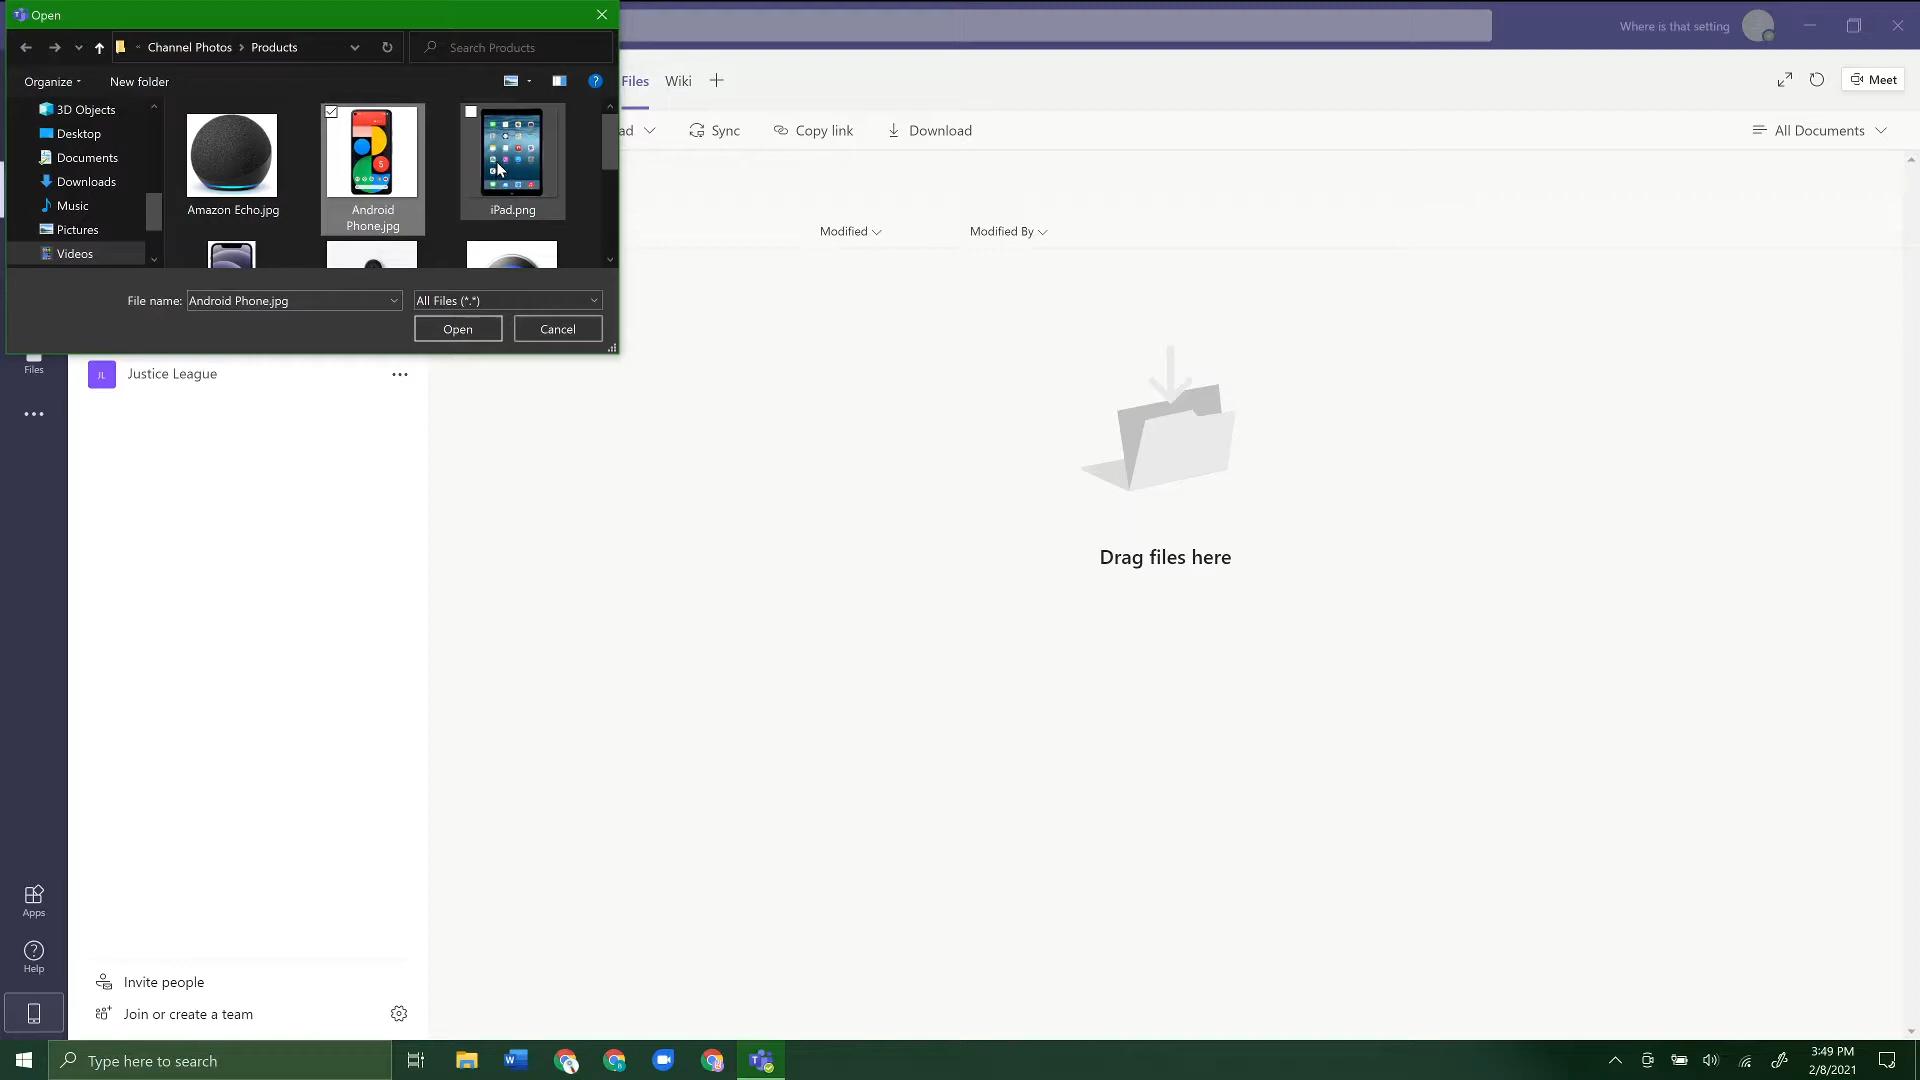 Open
Channel Photos
Products
Search Products
Where is that setting
Organize
New folder
Files
Wiki
Meet
3D Objects
Desktop
Documents
Downloads
Music
Pictures
Videos
Amazon Echo.jpg
Android
Phone.jpg
iPad.png
ad
Sync
Copy link
Download
All Documents
Modified
Modified By
File name:
Android Phone.jpg
All Files (*.*)
Open
Cancel
Files
JL
Justice League
Drag files here
Apps
Help
Invite people
Join or create a team
Type here to search
3:49 PM
2/8/2021